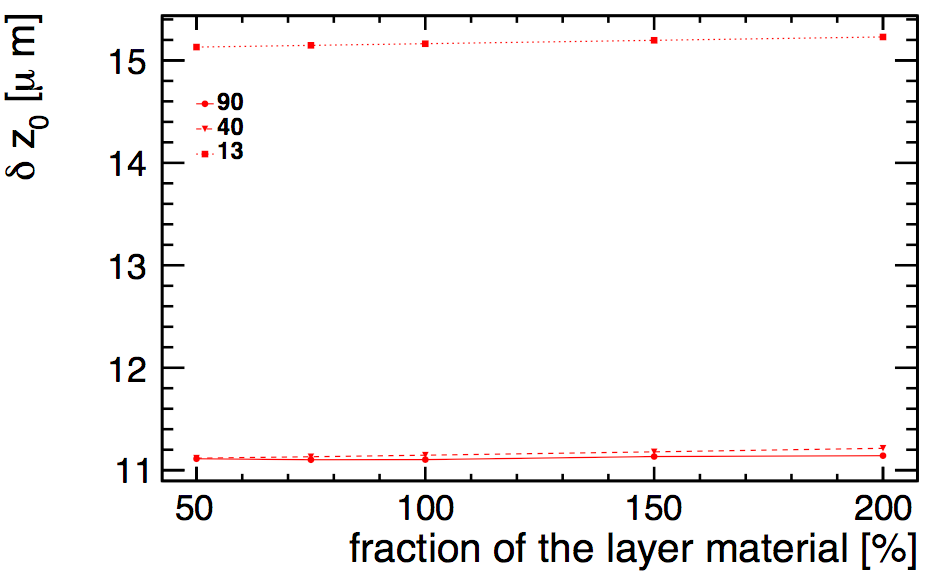 δ z0 [μ m]
15
14
13
12
11
90
40
13
50 100 150 200
fraction of the layer material [%]